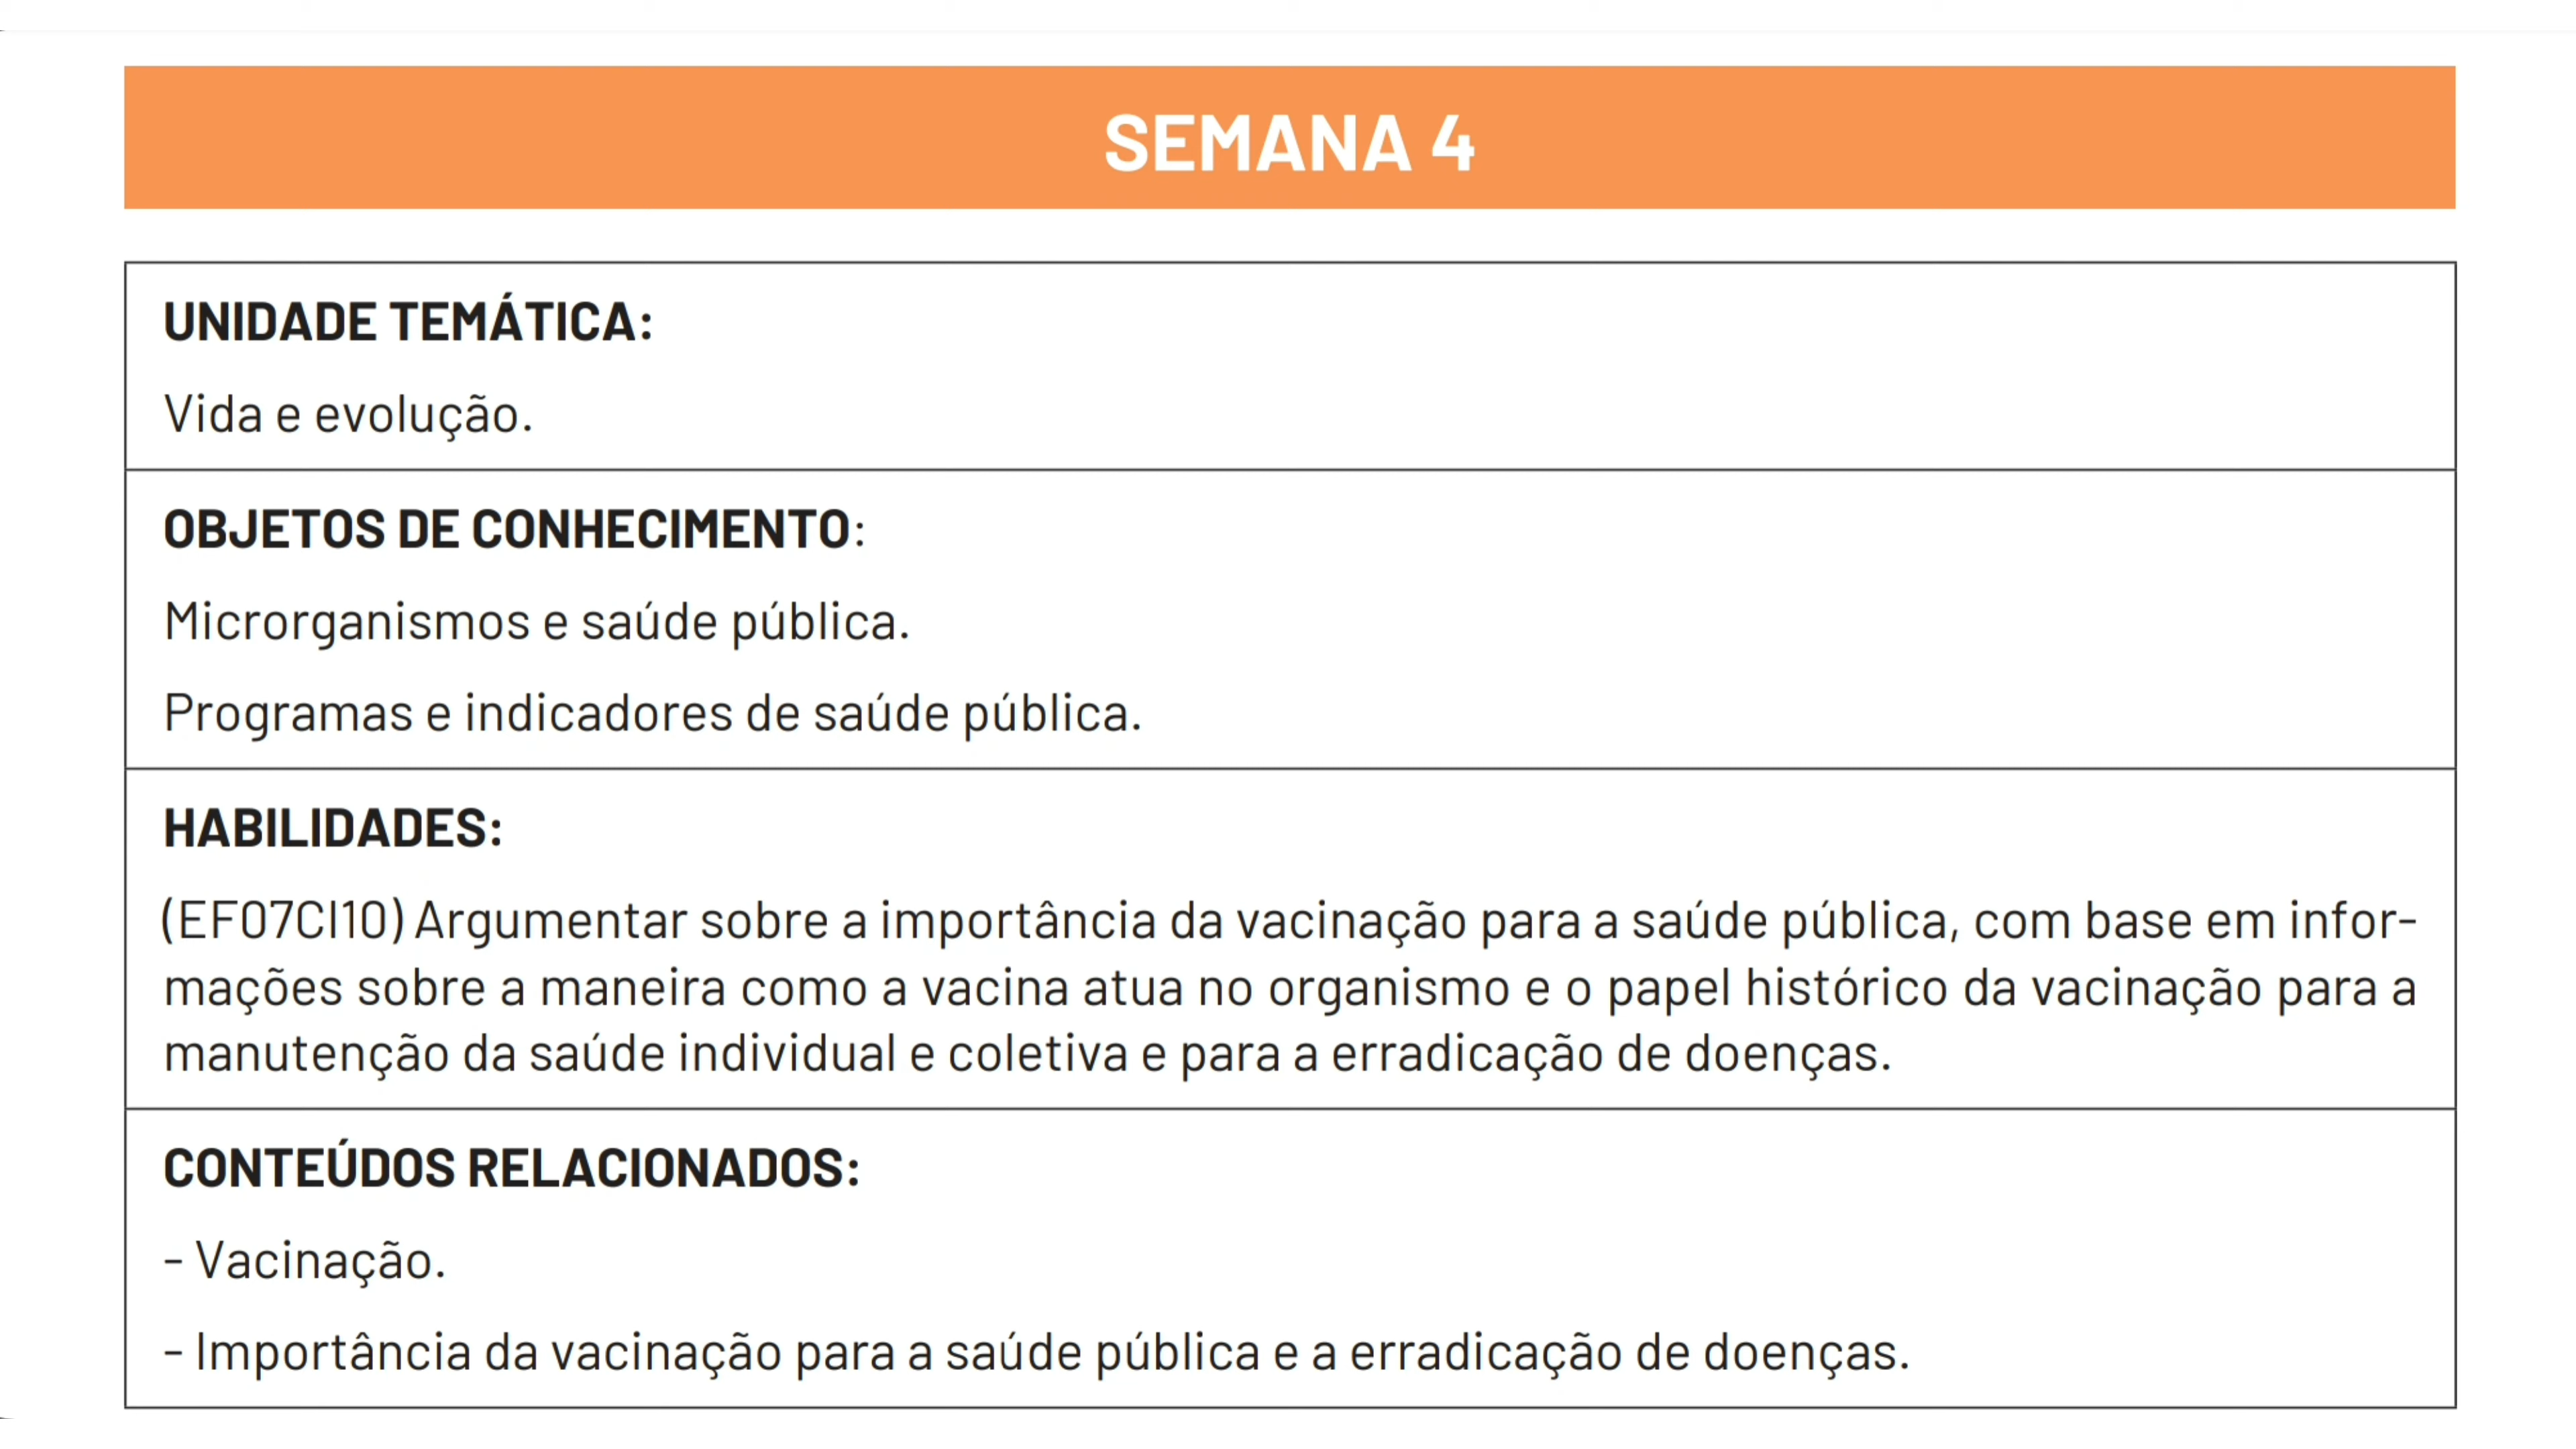 SEMANA 4
UNIDADE TEMÁTICA:
Vida e evolução.
OBJETOS DE CONHECIMENTO:
Microrganismos e saúde pública.
Programas e indicadores de saúde pública.
HABILIDADES:
(EF07CI10) Argumentar sobre a importância da vacinação para a saúde pública, com base em infor-
mações sobre a maneira como a vacina atua no organismo e o papel histórico da vacinação para a
manutenção da saúde individual e coletiva e para a erradicação de doenças.
CONTEÚDOS RELACIONADOS:
- Vacinação.
- Importância da vacinação para a saúde pública e a erradicação de doenças.